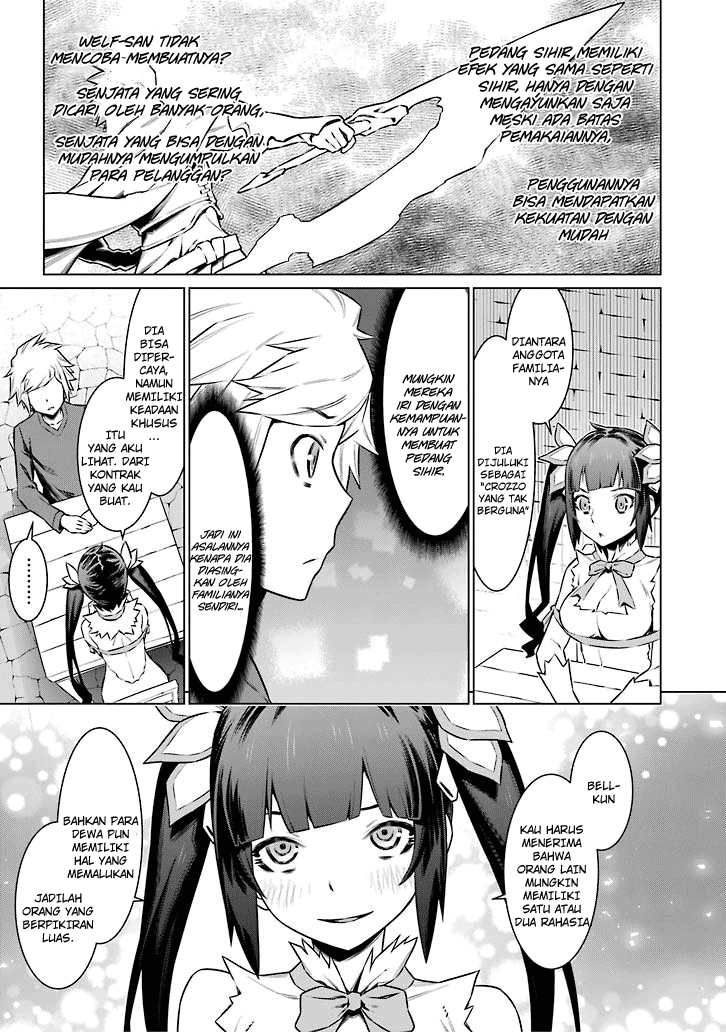 PEDANG SIHIR MEMILIKI
EFEK YANG SAMA SEPERTI
SIHIR, HANYA DENGAN
MENGAYUNKAN SAJA
MESKI ADA BATAS
PEMAKAIANNYA,
PENGGUNANNYA
BISA MENDAPATKAN
KEKUATAN DENGAN
MUDAH
WELF-SAN TIDAK
MENCOBA MEMBUATNYA?
SENJATA YANG SERING
DICARI OLEH BANYAK ORANG,
SENJATA YANG BISA DENGAN
MUDAHNYA MENGUMPULKAN
PARA PELANGGAN?
DIANTARA
ANGGOTA
FAMILIA-
NYA
DIA
DIJULUKI
SEBAGAI
"CROZZO
YANG TAK
BERGUNA"
MUNGKIN
MEREKA
IRI DENGAN
KEMAMPUAN-
NYA UNTUK
MEMBUAT
PEDANG
SIHIR.
JADI INI
ASALANNYA
KENAPA DIA
DIASING-
KAN OLEH
FAMILIANYA
SENDIRI...
DIA
BISA
DIPER-
CAYA,
NAMUN
MEMILIKI
KEADAAN
KHUSUS
...
ITU
YANG AKU
LIHAT. DARI
KONTRAK
YANG KAU
BUAT.
........
BELL-
KUN
KAU HARUS
MENERIMA
BAHWA
ORANG LAIN
MUNGKIN
MEMILIKI
SATU ATAU
DUA RAHASIA
BAHKAN PARA
DEWA PUN
MEMILIKI
HAL YANG
MEMALUKAN
JADILAH
ORANG YANG
BERPIKIRAN
LUAS.